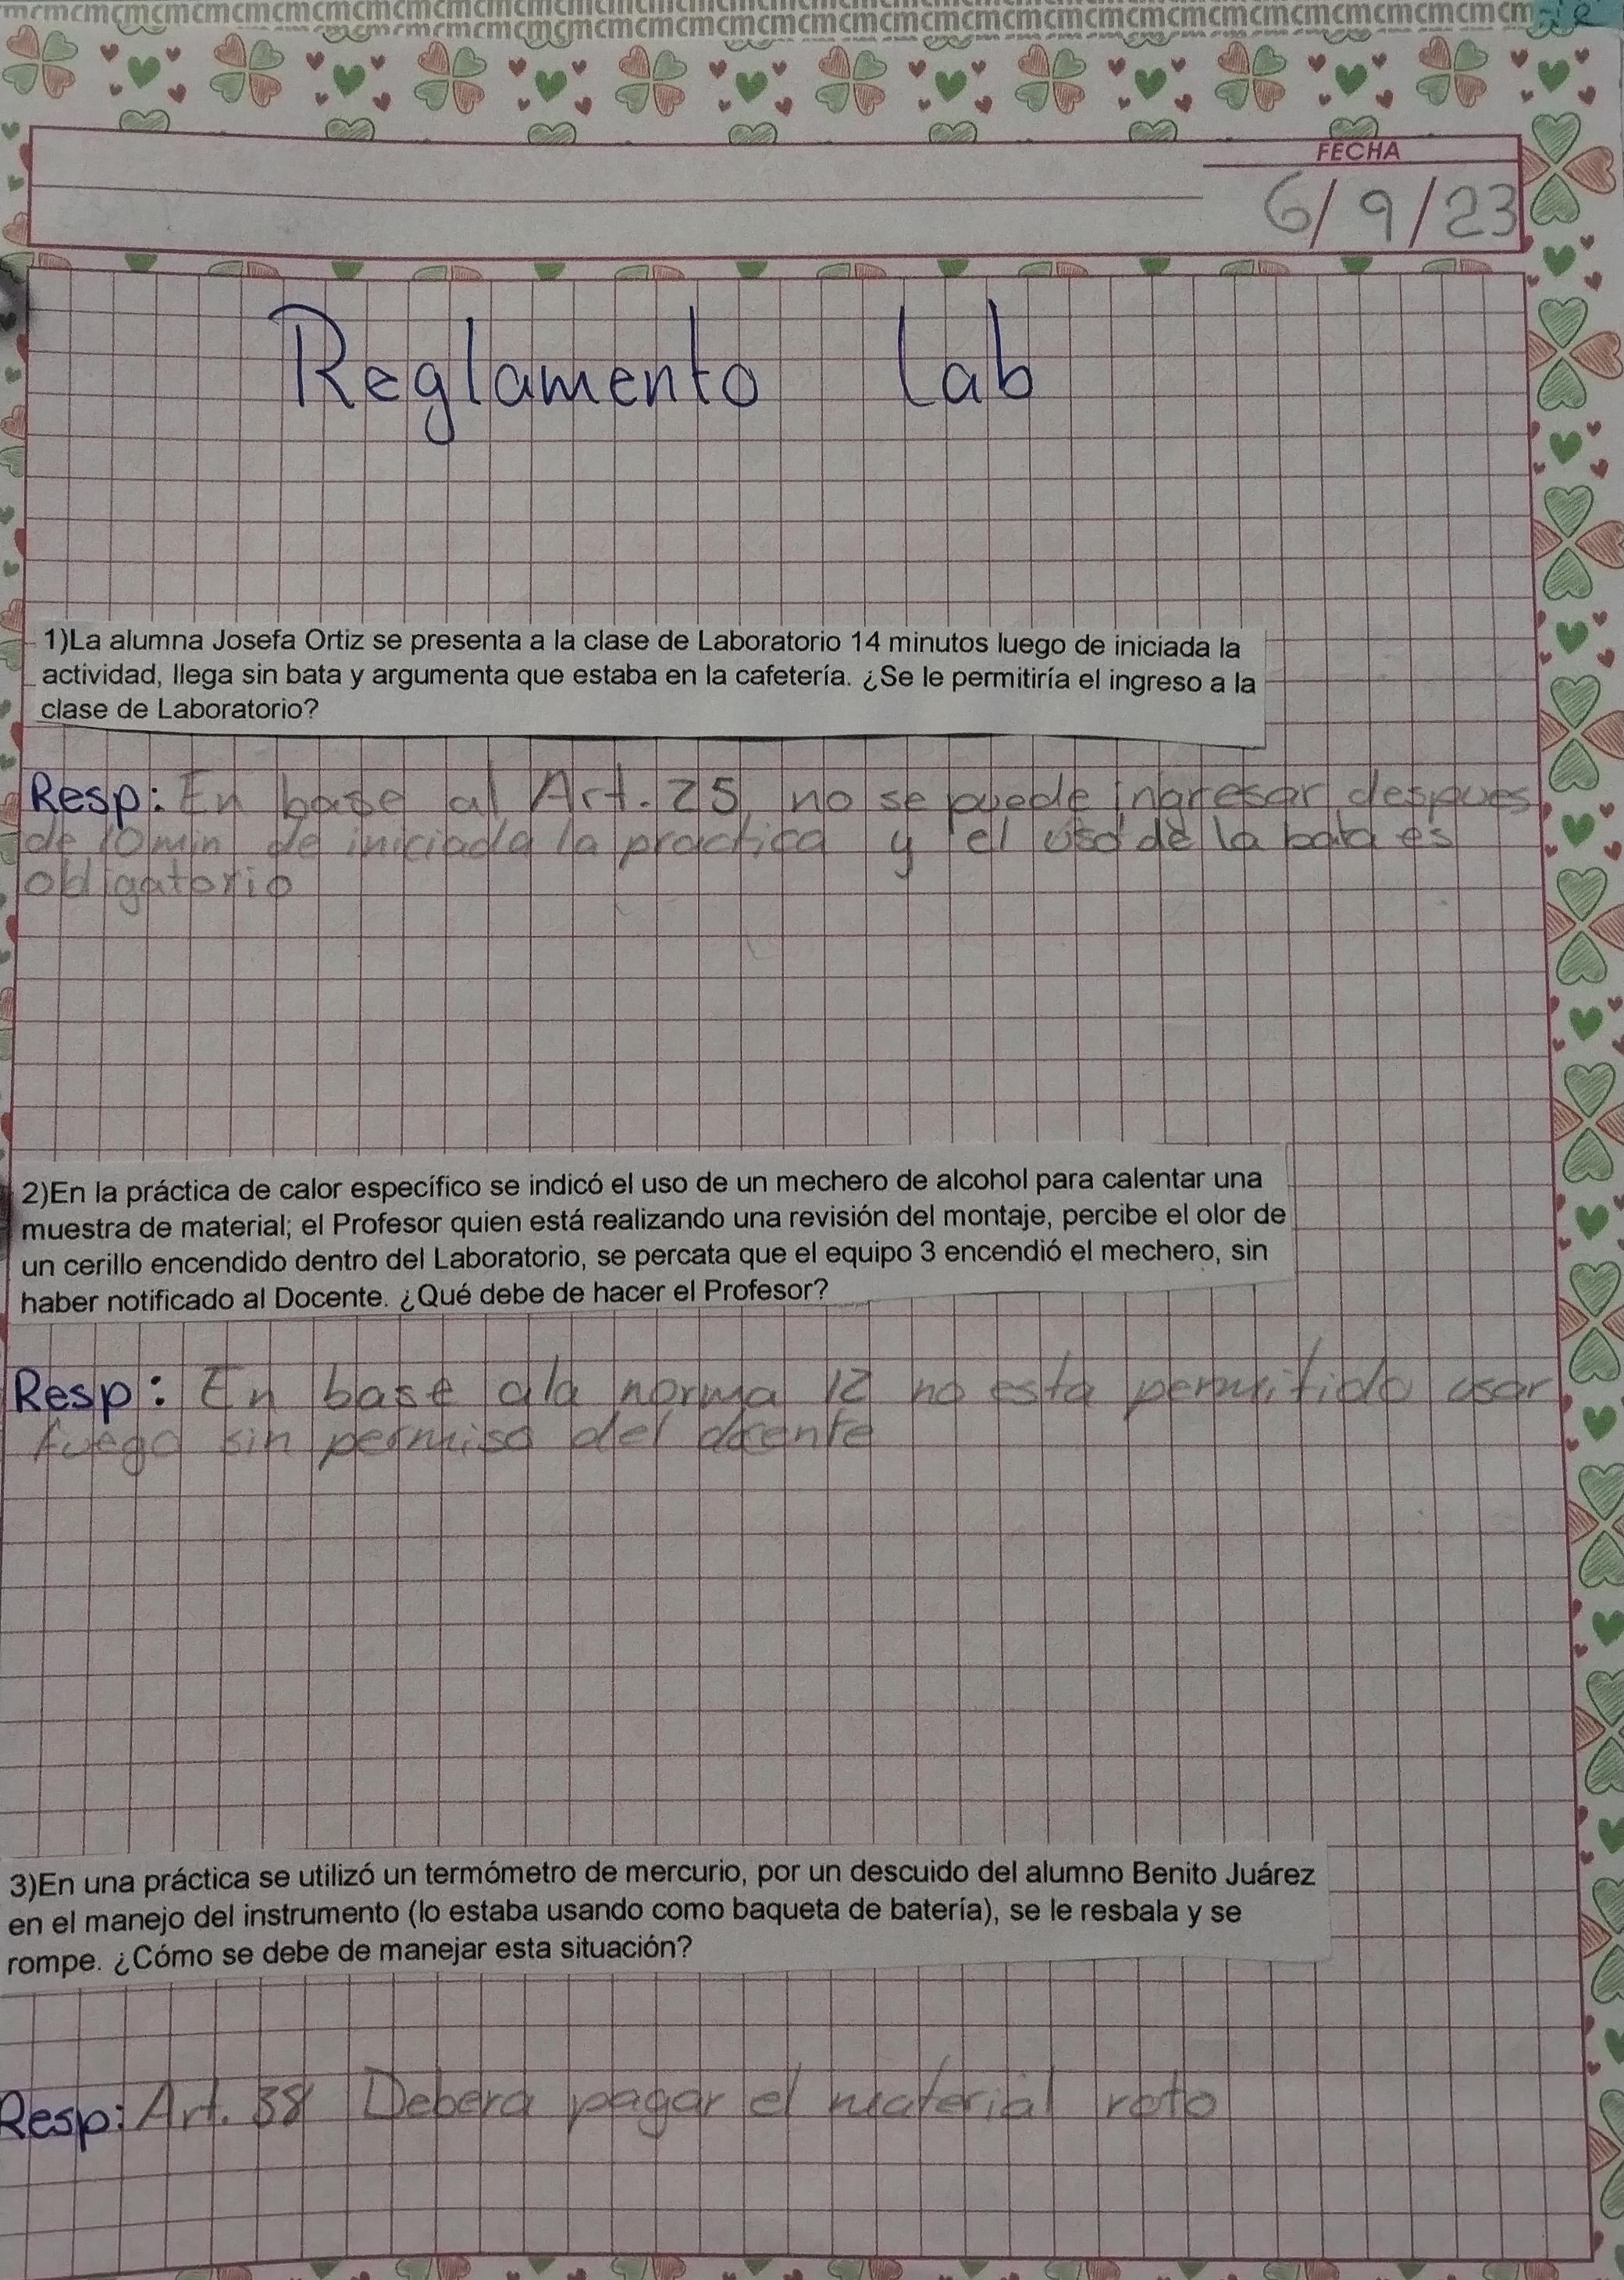 mcmcmcmcmcmcmcmcmcmcmcmcmcmcmcmcmcmcmcmcmcmcmcmcmcm
FECHA
6/9/23
Reglamento Lab
1)La alumna Josefa Ortiz se presenta a la clase de Laboratorio 14 minutos luego de iniciada la
actividad, llega sin bata y argumenta que estaba en la cafetería. ¿Se le permitiría el ingreso a la
clase de Laboratorio?
Resp: En base al Art. 25, no se puede ingresar despues
de 10min de iniciada la practica y el uso de la bata es
obligatorio
2)En la práctica de calor específico se indicó el uso de un mechero de alcohol para calentar una
muestra de material; el Profesor quien está realizando una revisión del montaje, percibe el olor de
un cerillo encendido dentro del Laboratorio, se percata que el equipo 3 encendió el mechero, sin
haber notificado al Docente. ¿Qué debe de hacer el Profesor?
Resp: En base a la norma 12 no esta permitido usar
fuego sin permiso del docente
3)En una práctica se utilizó un termómetro de mercurio, por un descuido del alumno Benito Juárez
en el manejo del instrumento (lo estaba usando como baqueta de batería), se le resbala y se
rompe. ¿Cómo se debe de manejar esta situación?
Resp: Art. 38 Debera pagar el material roto